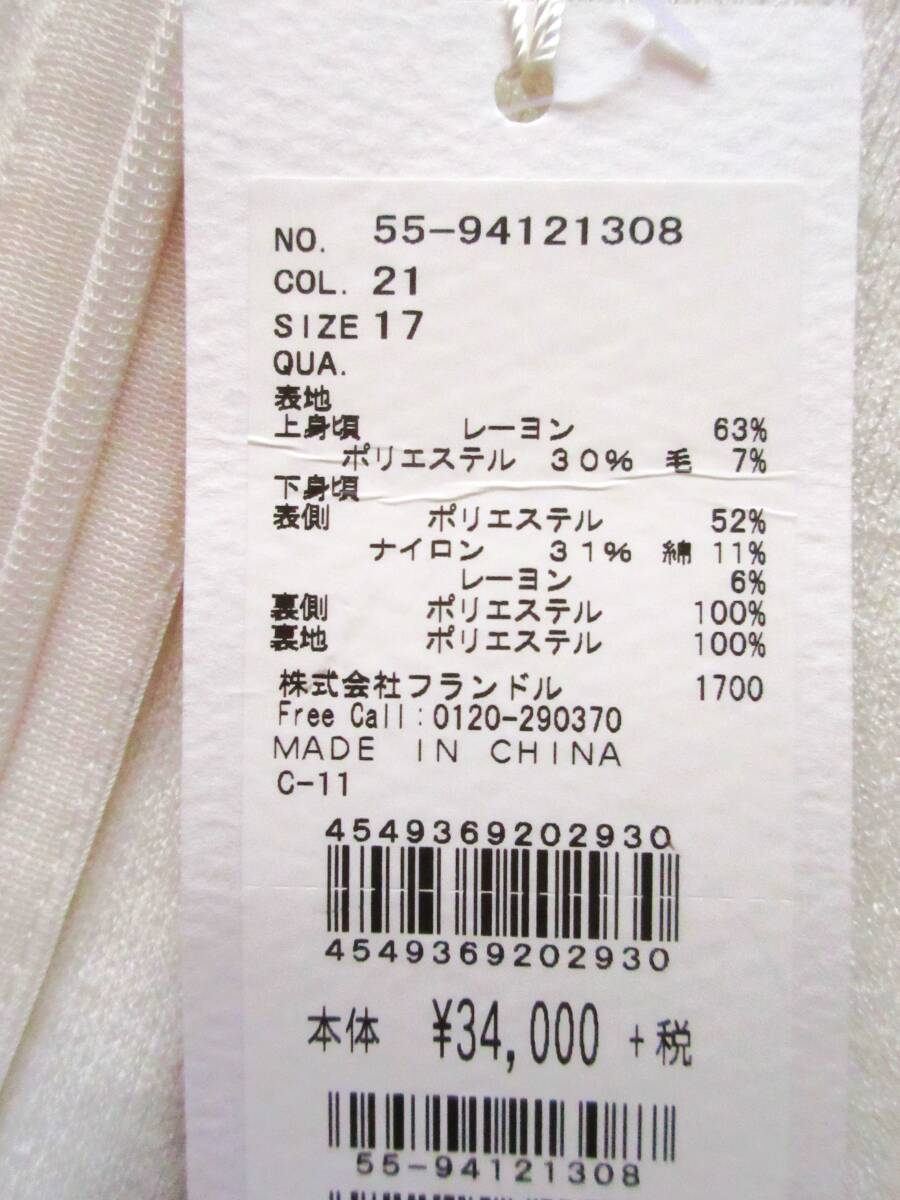 NO. 55-94121308
COL. 21
SIZE 17
QUA.
表地
上身頃 レーヨン 63%
ポリエステル 30% 毛 7%
下身頃
表側 ポリエステル 52%
ナイロン 31% 綿 11%
レーヨン 6%
裏側 ポリエステル 100%
裏地 ポリエステル 100%
株式会社フランドル 1700
Free Call:0120-290370
MADE IN CHINA
C-11
4549369202930
4549369202930
本体 ¥34,000 +税
55-94121308